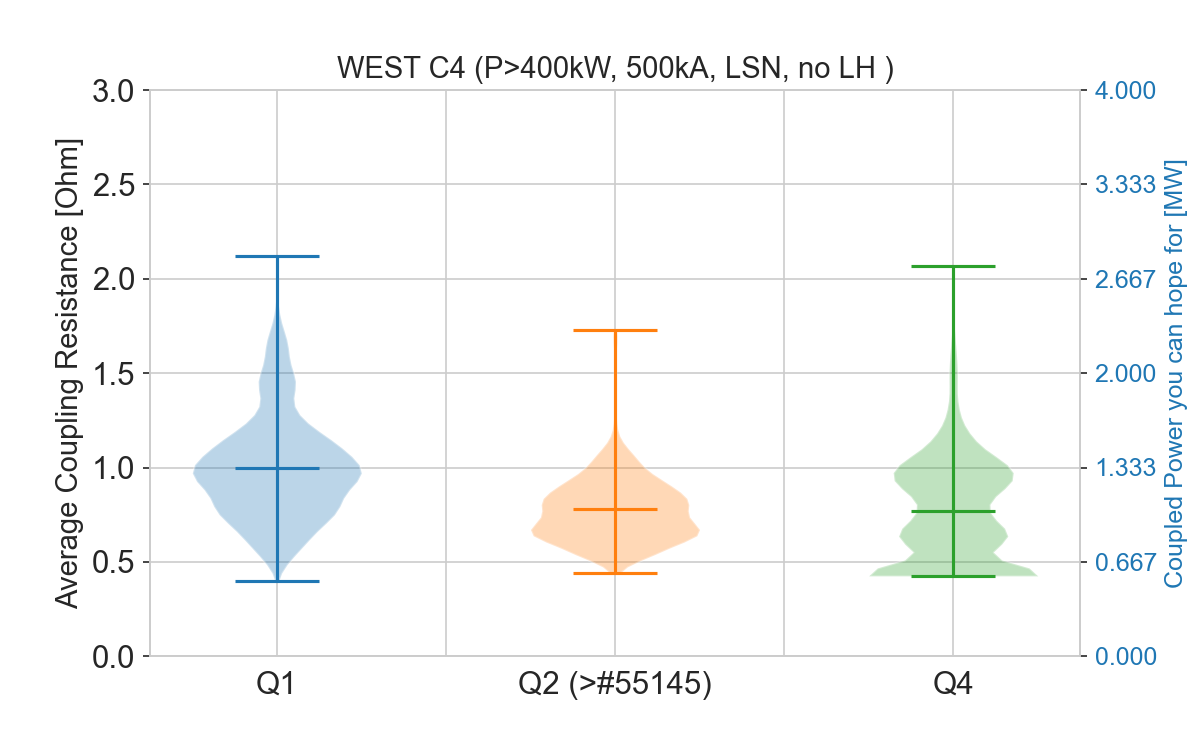 WEST C4 (P>400kW, 500kA, LSN, no LH )
Average Coupling Resistance [Ohm]
3.0
2.5
2.0
1.5
1.0
0.5
0.0
Q1
Q2 (>#55145)
Q4
4.000
3.333
2.667
2.000
1.333
0.667
0.000
Coupled Power you can hope for [MW]